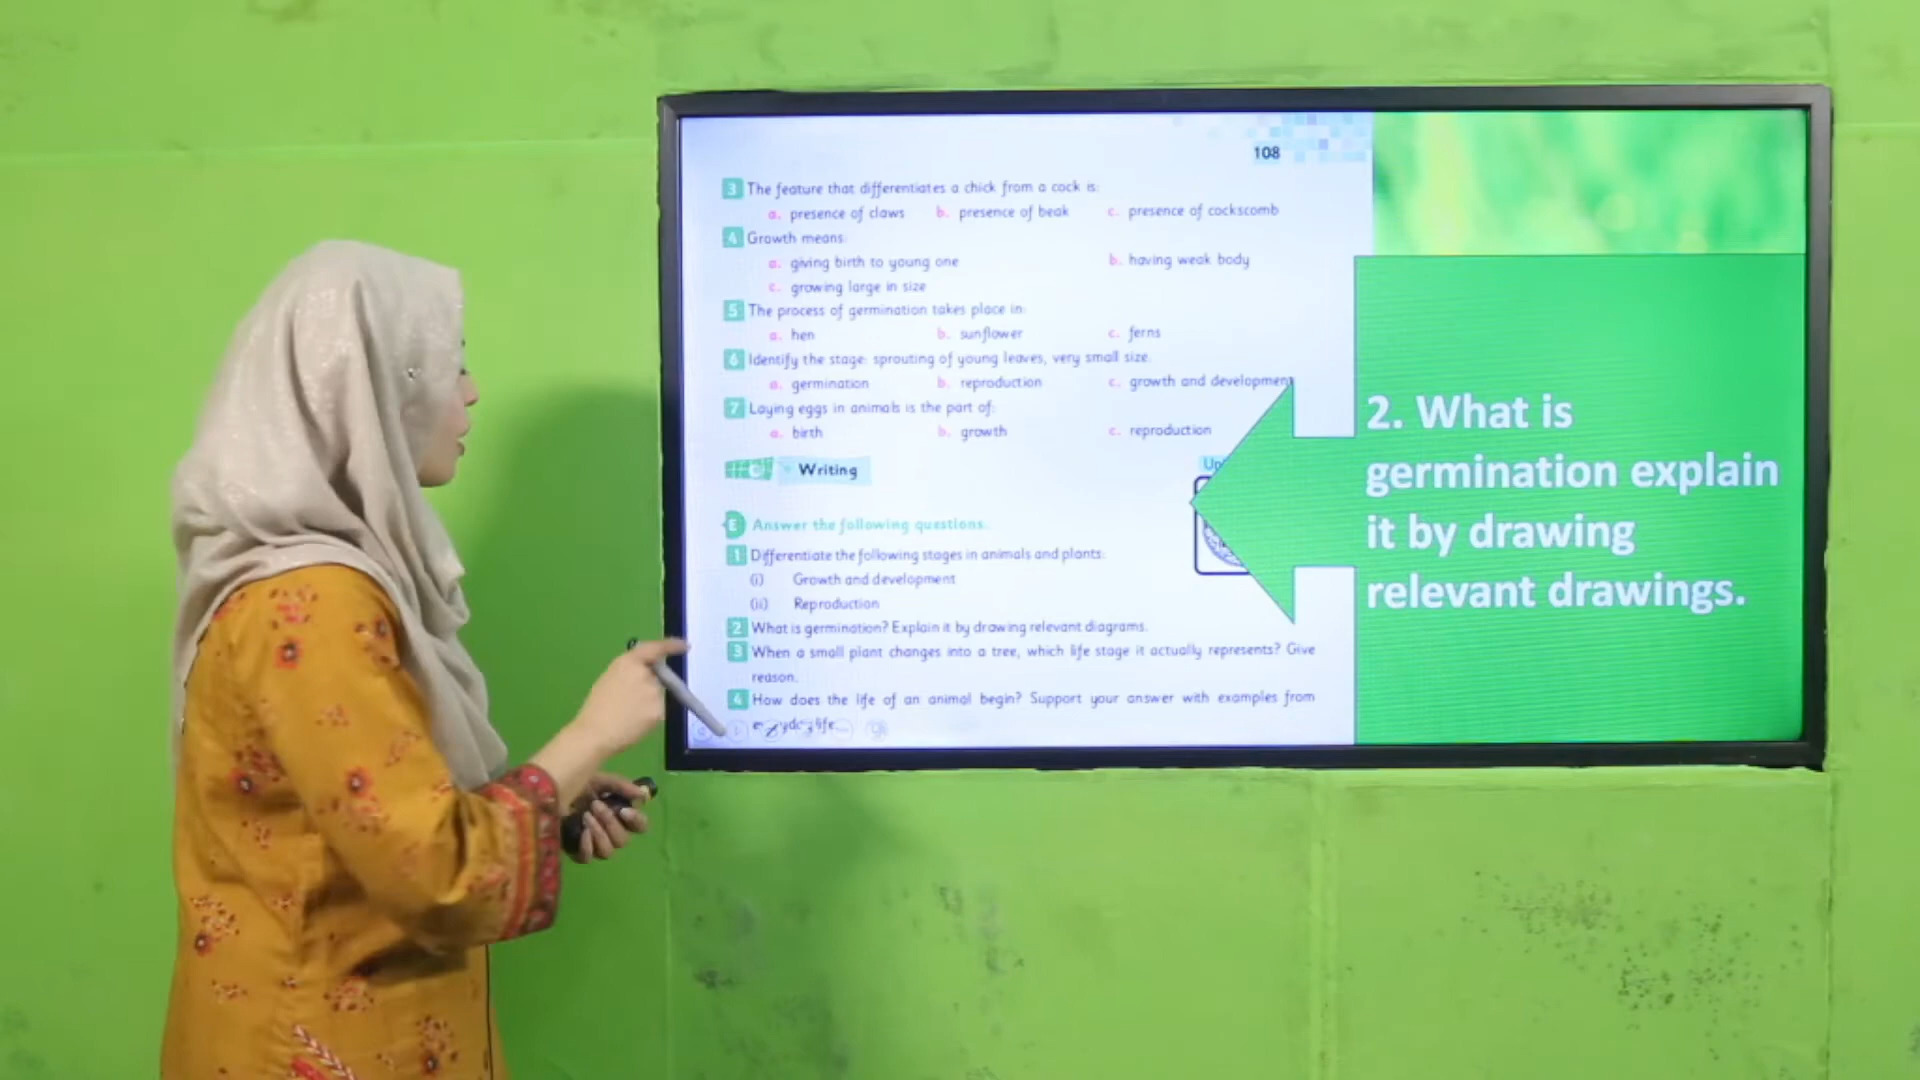 108
3 The feature that differentiates a chick from a cock is:
a. presence of claws b. presence of beak c. presence of cockscomb
4 Growth means:
a. giving birth to young one b. having weak body
c. growing large in size
5 The process of germination takes place in:
a. hen b. sunflower c. ferns
6 Identify the stage: sprouting of young leaves, very small size.
a. germination b. reproduction c. growth and development
7 Laying eggs in animals is the part of:
a. birth b. growth c. reproduction
C Writing
E Answer the following questions.
1 Differentiate the following stages in animals and plants:
(i) Growth and development
(ii) Reproduction
2 What is germination? Explain it by drawing relevant diagrams.
3 When a small plant changes into a tree, which life stage it actually represents? Give
reason.
4 How does the life of an animal begin? Support your answer with examples from
life.
2. What is
germination explain
it by drawing
relevant drawings.